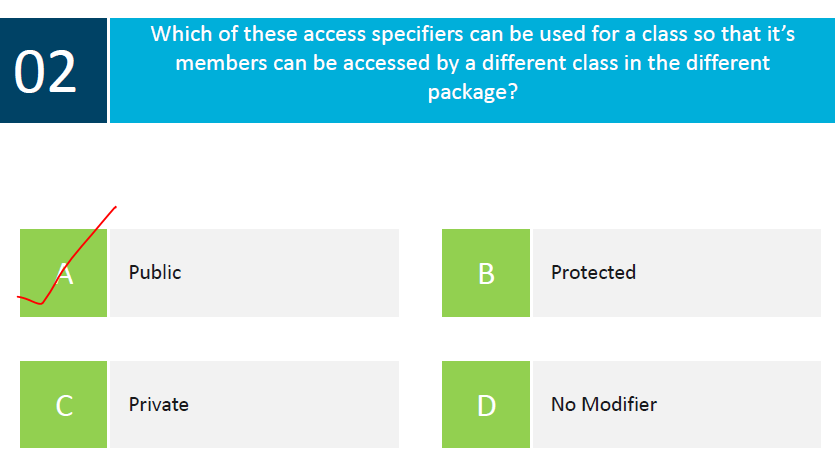 02
Which of these access specifiers can be used for a class so that it’s
members can be accessed by a different class in the different
package?
A
Public
B
Protected
C
Private
D
No Modifier